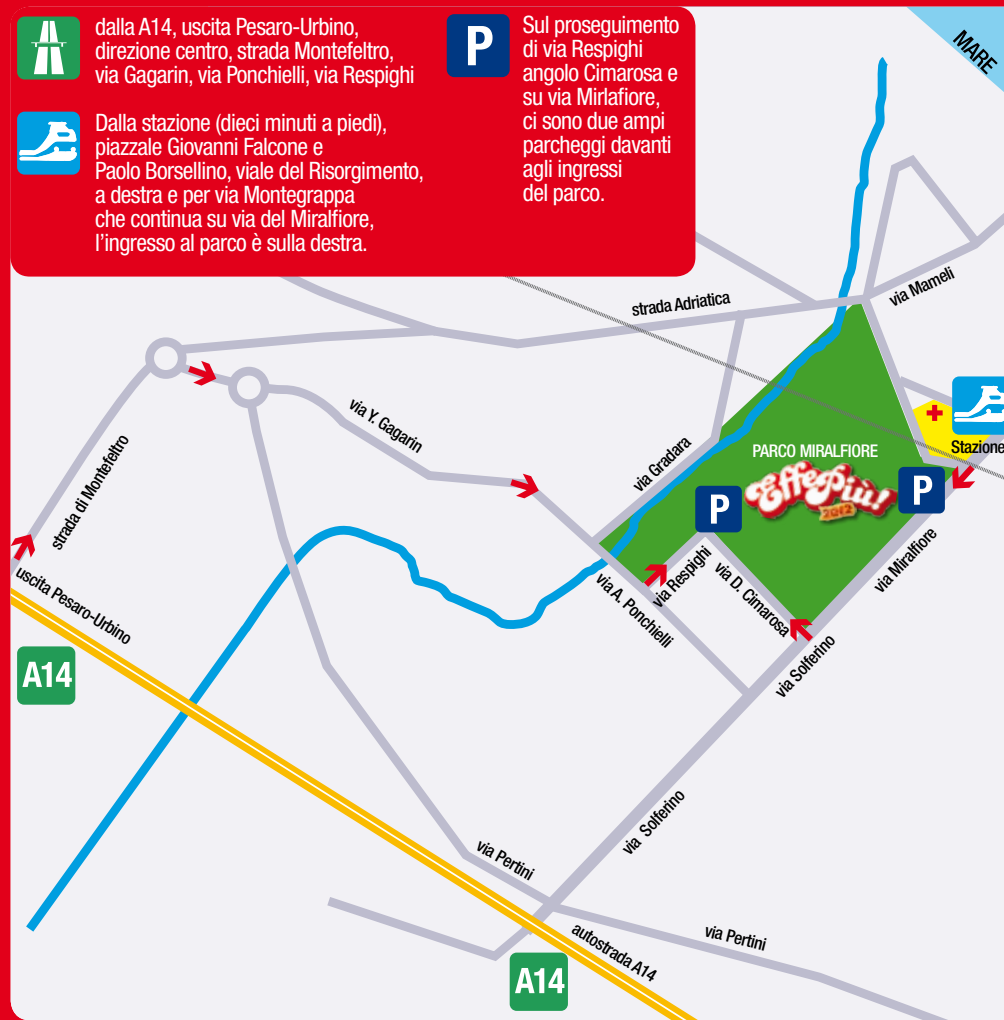 dalla A14, uscita Pesaro-Urbino,
direzione centro, strada Montefeltro,
via Gagarin, via Ponchielli, via Respighi
Dalla stazione (dieci minuti a piedi),
piazzale Giovanni Falcone e
Paolo Borsellino, viale del Risorgimento,
a destra e per via Montegrappa
che continua su via del Miralfiore,
l'ingresso al parco è sulla destra.
P
Sul proseguimento
di via Respighi
angolo Cimarosa e
su via Mirlafiore,
ci sono due ampi
parcheggi davanti
agli ingressi
del parco.
MARE
strada Adriatica
via Mameli
via Y. Gagarin
strada di Montefeltro
via Gradara
PARCO MIRALFIORE
EffePiù!
2012
P
P
Stazione
via Miralfiore
via Respighi
via D. Cimarosa
via A. Ponchielli
via Solferino
uscita Pesaro-Urbino
A14
via Solferino
via Pertini
via Pertini
autostrada A14
A14